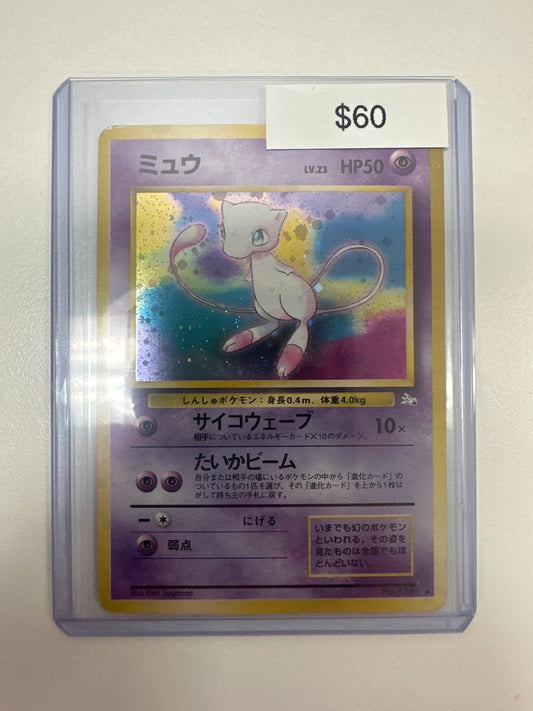 $60
ミュウ LV.23 HP50
しんしゅポケモン：身長0.4m、体重4.0kg
サイコウェーブ 10×
相手についているエネルギーカード×10のダメージ。
たいかビーム
自分または相手の場にいるポケモンの中から「進化カード」の
ついているもの1匹を選び、その「進化カード」を上から1枚は
がして持ち主の手札に戻す。
ー にげる
弱点
いまでも幻のポケモン
といわれる。その姿を
見たものは全国でもほ
とんどいない。
Illus. Ken Sugimori No.151